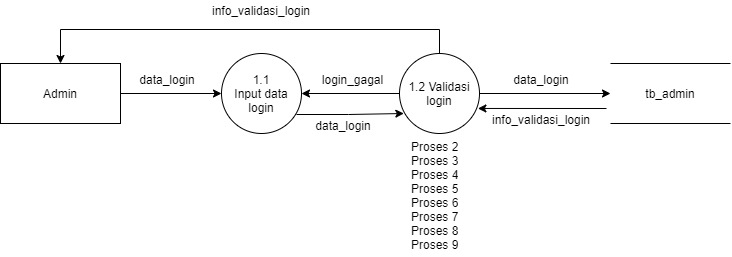 info_validasi_login
Admin
data_login
1.1
Input data
login
login_gagal
data_login
1.2 Validasi
login
data_login
info_validasi_login
tb_admin
Proses 2
Proses 3
Proses 4
Proses 5
Proses 6
Proses 7
Proses 8
Proses 9